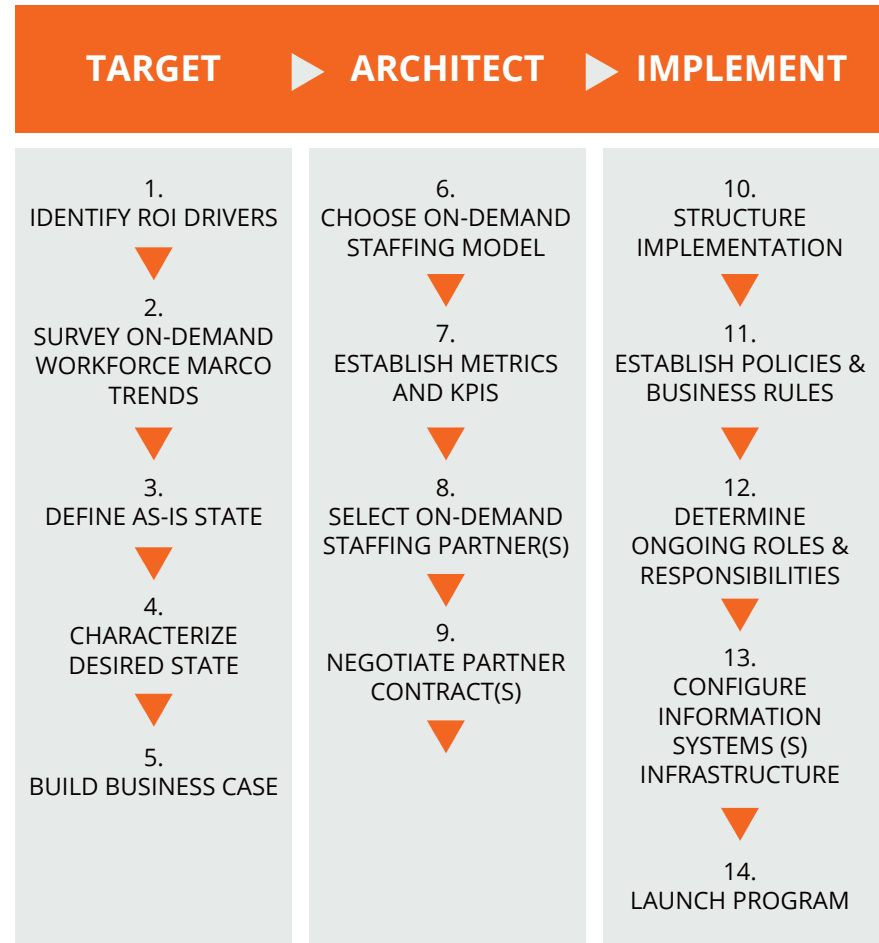 TARGET
ARCHITECT
IMPLEMENT
1.
IDENTIFY ROI DRIVERS
2.
SURVEY ON-DEMAND
WORKFORCE MARCO
TRENDS
3.
DEFINE AS-IS STATE
4.
CHARACTERIZE
DESIRED STATE
5.
BUILD BUSINESS CASE
6.
CHOOSE ON-DEMAND
STAFFING MODEL
7.
ESTABLISH METRICS
AND KPIS
8.
SELECT ON-DEMAND
STAFFING PARTNER(S)
9.
NEGOTIATE PARTNER
CONTRACT(S)
10.
STRUCTURE
IMPLEMENTATION
11.
ESTABLISH POLICIES &
BUSINESS RULES
12.
DETERMINE
ONGOING ROLES &
RESPONSIBILITIES
13.
CONFIGURE
INFORMATION
SYSTEMS (S)
INFRASTRUCTURE
14.
LAUNCH PROGRAM